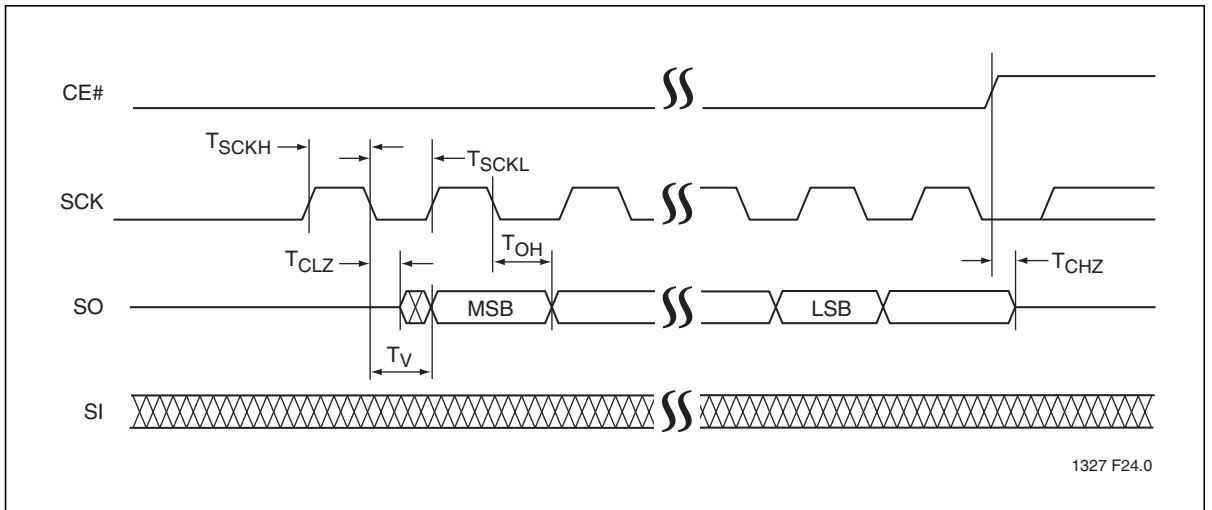 CE#
TSCKH
TSCKL
SCK
TOH
TCLZ
TCHZ
SO
MSB
LSB
TV
SI
1327 F24.0